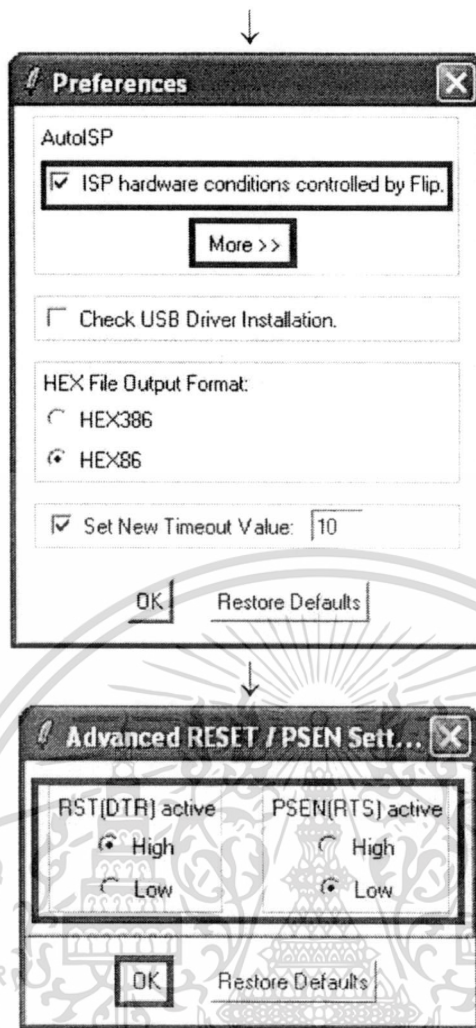 ↓
Preferences
AutoISP
ISP hardware conditions controlled by Flip.
More >>
Check USB Driver Installation.
HEX File Output Format:
HEX386
HEX86
Set New Timeout Value: 10
OK Restore Defaults
↓
Advanced RESET / PSEN Sett...
RST(DTR) active PSEN(RTS) active
High High
Low Low
OK Restore Defaults